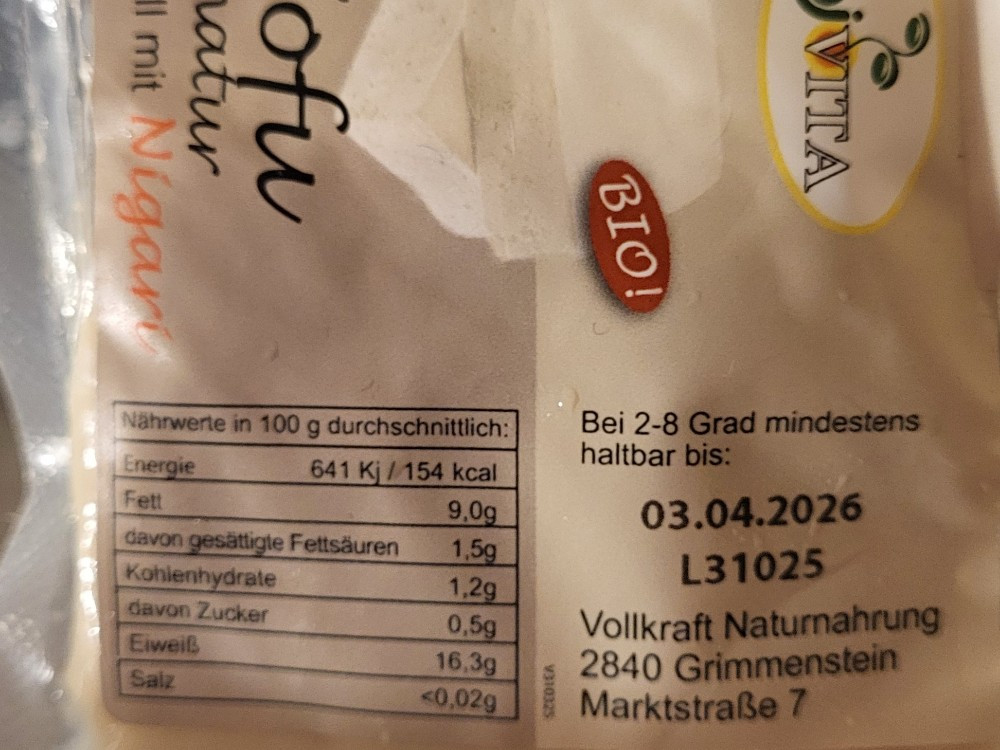 ofu
natur
ll mit Nigari
jVITA
BIO!
Nährwerte in 100 g durchschnittlich:
Energie 641 Kj / 154 kcal
Fett 9,0g
davon gesättigte Fettsäuren 1,5g
Kohlenhydrate 1,2g
davon Zucker 0,5g
Eiweiß 16,3g
Salz <0,02g
Bei 2-8 Grad mindestens
haltbar bis:
03.04.2026
L31025
Vollkraft Naturnahrung
2840 Grimmenstein
Marktstraße 7